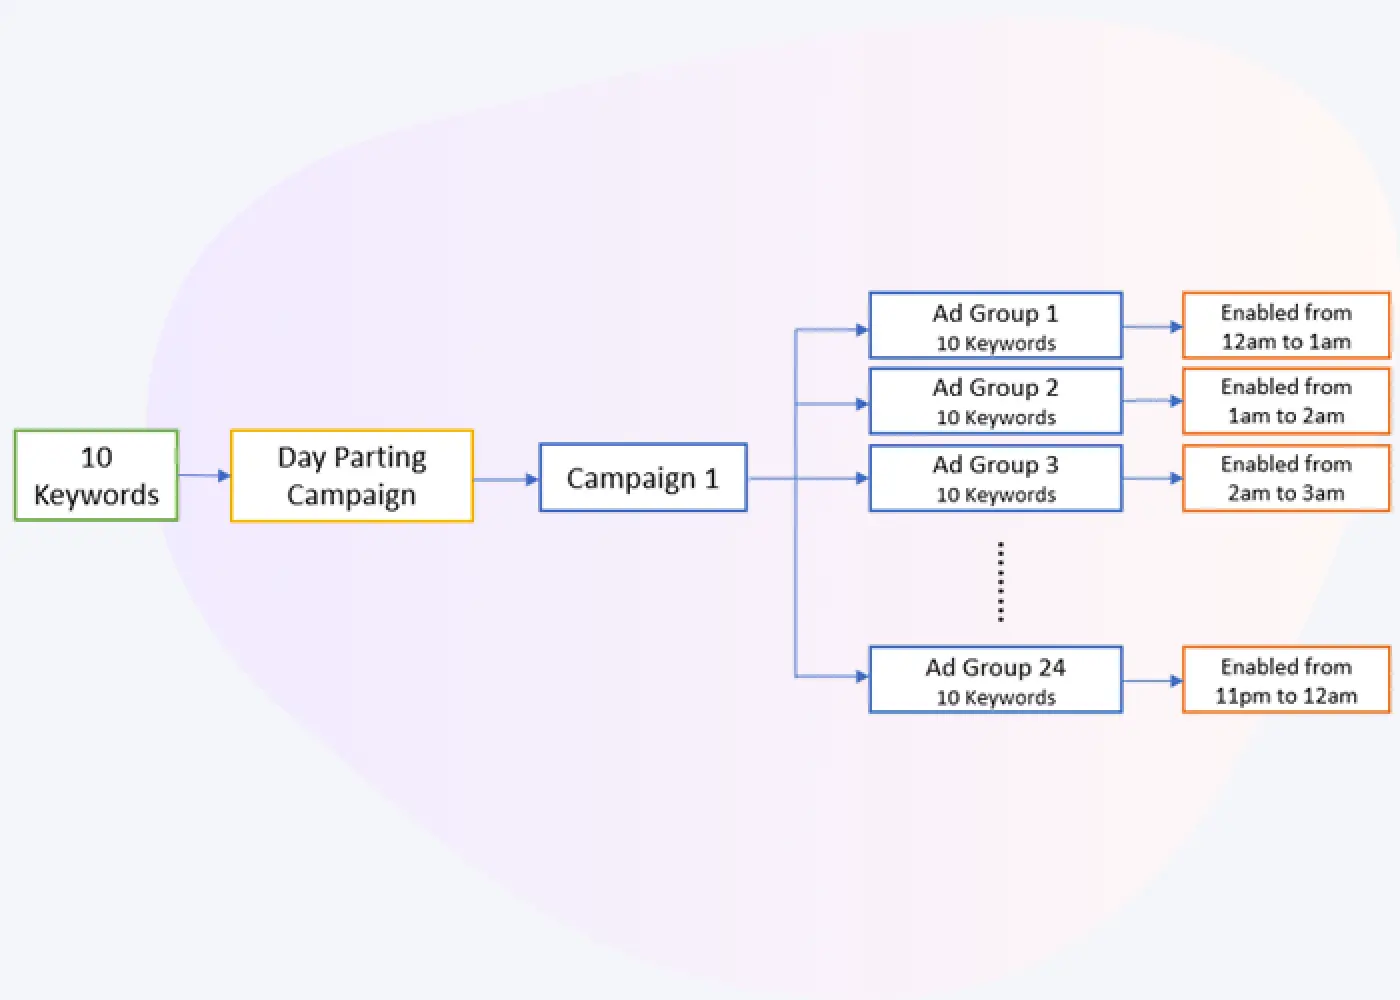 10
Keywords
Day Parting
Campaign
Campaign 1
Ad Group 1
10 Keywords
Enabled from
12am to 1am
Ad Group 2
10 Keywords
Enabled from
1am to 2am
Ad Group 3
10 Keywords
Enabled from
2am to 3am
Ad Group 24
10 Keywords
Enabled from
11pm to 12am